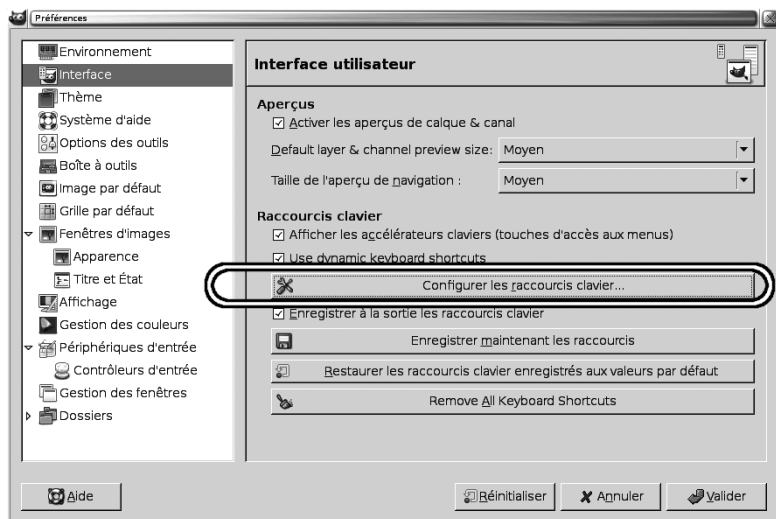 Préférences
Environnement
Interface
Thème
Système d'aide
Options des outils
Boîte à outils
Image par défaut
Grille par défaut
Fenêtres d'images
Apparence
Titre et État
Affichage
Gestion des couleurs
Périphériques d'entrée
Contrôleurs d'entrée
Gestion des fenêtres
Dossiers
Interface utilisateur
Aperçus
Activer les aperçus de calque & canal
Default layer & channel preview size: Moyen
Taille de l'aperçu de navigation : Moyen
Raccourcis clavier
Afficher les accélérateurs claviers (touches d'accès aux menus)
Use dynamic keyboard shortcuts
Configurer les raccourcis clavier...
Enregistrer à la sortie les raccourcis clavier
Enregistrer maintenant les raccourcis
Restaurer les raccourcis clavier enregistrés aux valeurs par défaut
Remove All Keyboard Shortcuts
Aide
Réinitialiser
Annuler
Valider